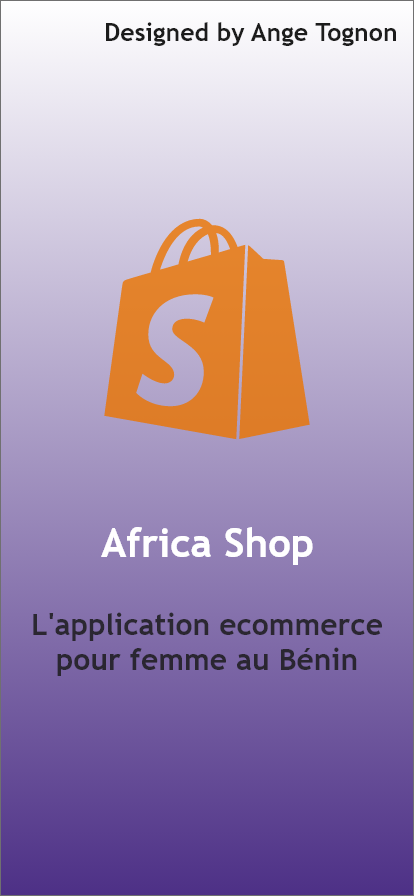 Designed by Ange Tognon
S
Africa Shop
L'application ecommerce
pour femme au Bénin